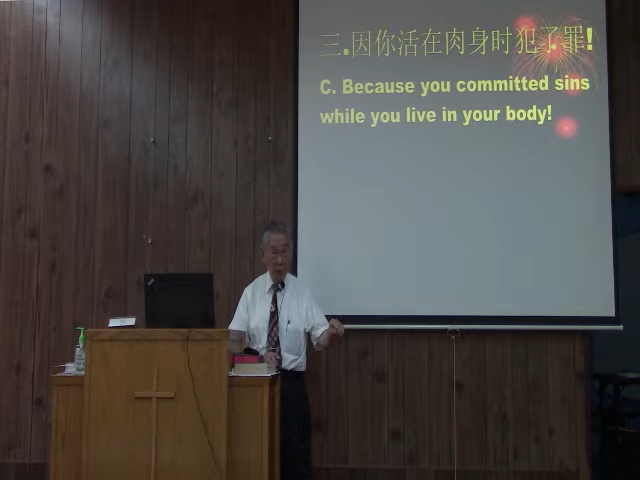 三.因你活在肉身时犯了罪!
C. Because you committed sins
while you live in your body!